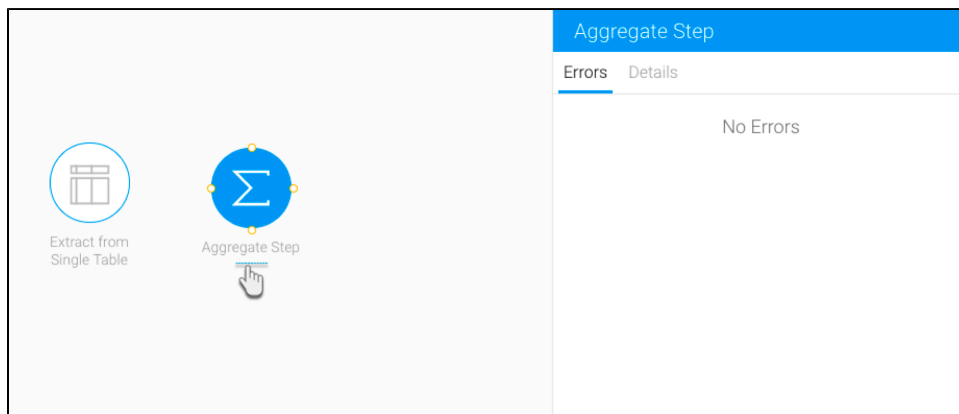 Aggregate Step
Errors Details
No Errors
Extract from
Single Table
Aggregate Step